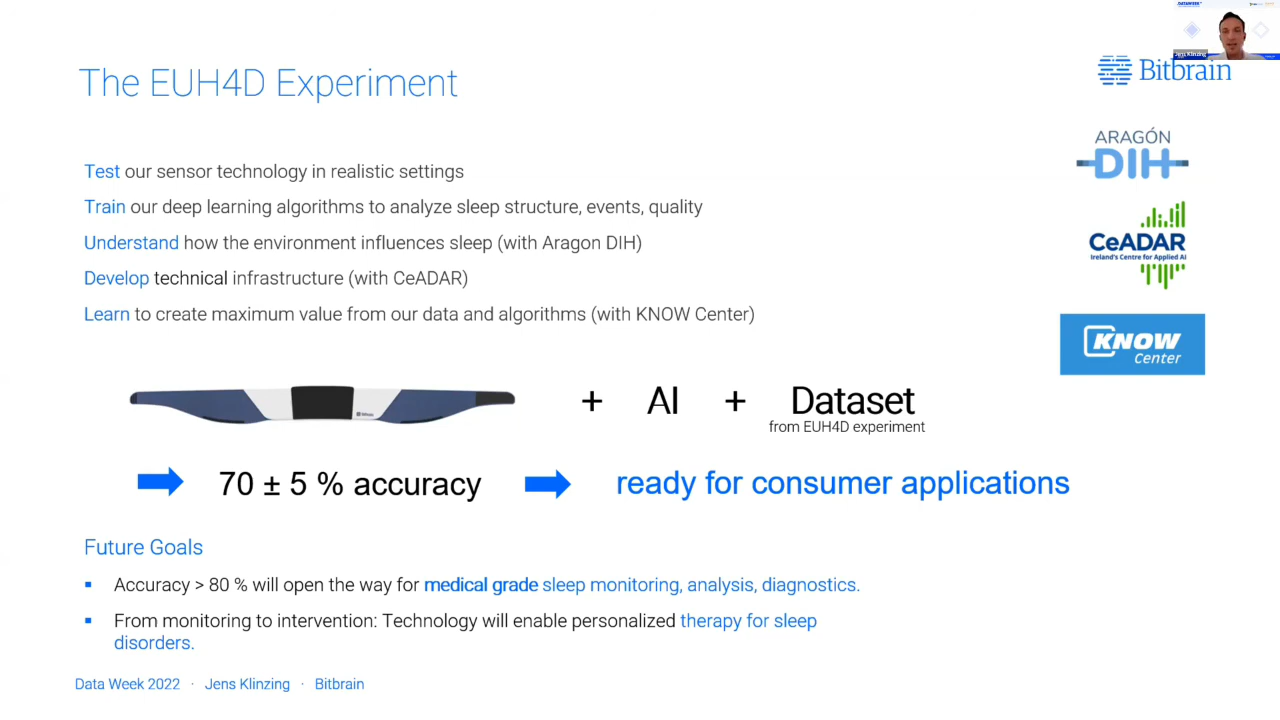 DATAWEEK
Jens Klinzing
The EUH4D Experiment
Bitbrain
ARAGÓN
DIH
Test our sensor technology in realistic settings
Train our deep learning algorithms to analyze sleep structure, events, quality
Understand how the environment influences sleep (with Aragon DIH)
CeADAR
Ireland's Centre for Applied AI
Develop technical infrastructure (with CeADAR)
Learn to create maximum value from our data and algorithms (with KNOW Center)
KNOW
Center
Bitbrain
+ AI + Dataset
from EUH4D experiment
70 ± 5 % accuracy
ready for consumer applications
Future Goals
▪ Accuracy > 80 % will open the way for medical grade sleep monitoring, analysis, diagnostics.
▪ From monitoring to intervention: Technology will enable personalized therapy for sleep
disorders.
Data Week 2022 · Jens Klinzing · Bitbrain